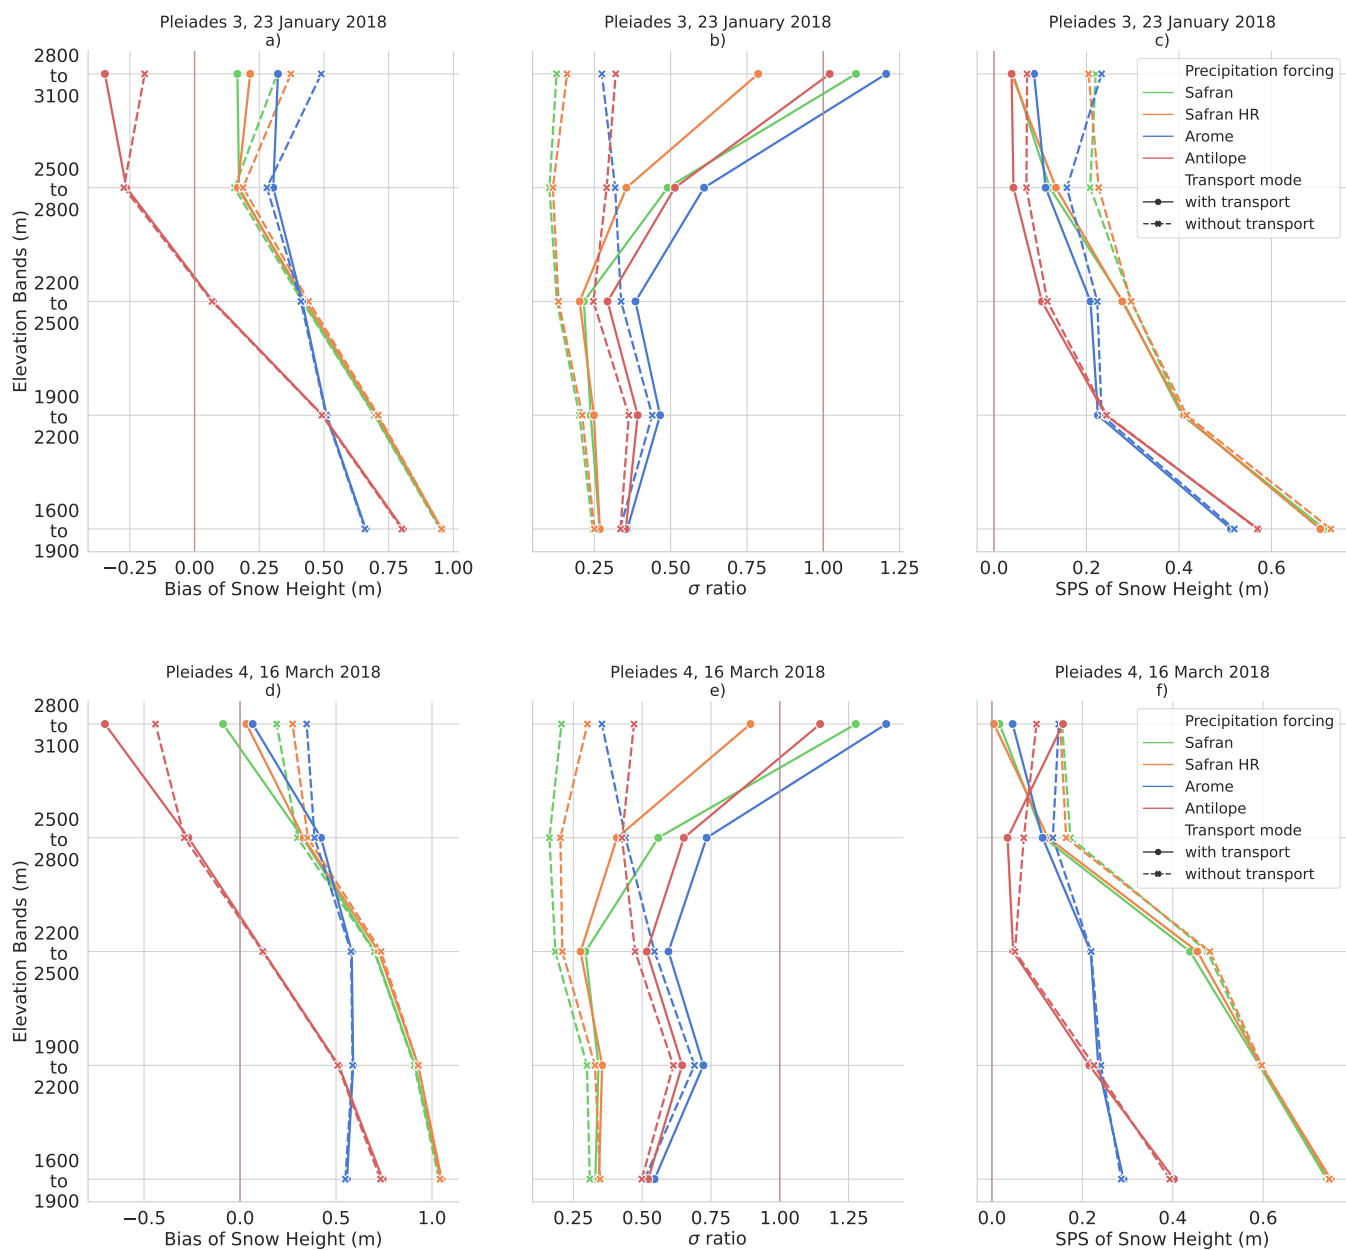 Pleiades 3, 23 January 2018
a)
Pleiades 3, 23 January 2018
b)
Pleiades 3, 23 January 2018
c)
Elevation Bands (m)
2800
to
3100
2500
to
2800
2200
to
2500
1900
to
2200
1600
to
1900
−0.25 0.00 0.25 0.50 0.75 1.00
Bias of Snow Height (m)
0.25 0.50 0.75 1.00 1.25
σ ratio
0.0 0.2 0.4 0.6
SPS of Snow Height (m)
Precipitation forcing
Safran
Safran HR
Arome
Antilope
Transport mode
with transport
without transport
Pleiades 4, 16 March 2018
d)
Pleiades 4, 16 March 2018
e)
Pleiades 4, 16 March 2018
f)
Elevation Bands (m)
2800
to
3100
2500
to
2800
2200
to
2500
1900
to
2200
1600
to
1900
−0.5 0.0 0.5 1.0
Bias of Snow Height (m)
0.25 0.50 0.75 1.00 1.25
σ ratio
0.0 0.2 0.4 0.6
SPS of Snow Height (m)
Precipitation forcing
Safran
Safran HR
Arome
Antilope
Transport mode
with transport
without transport